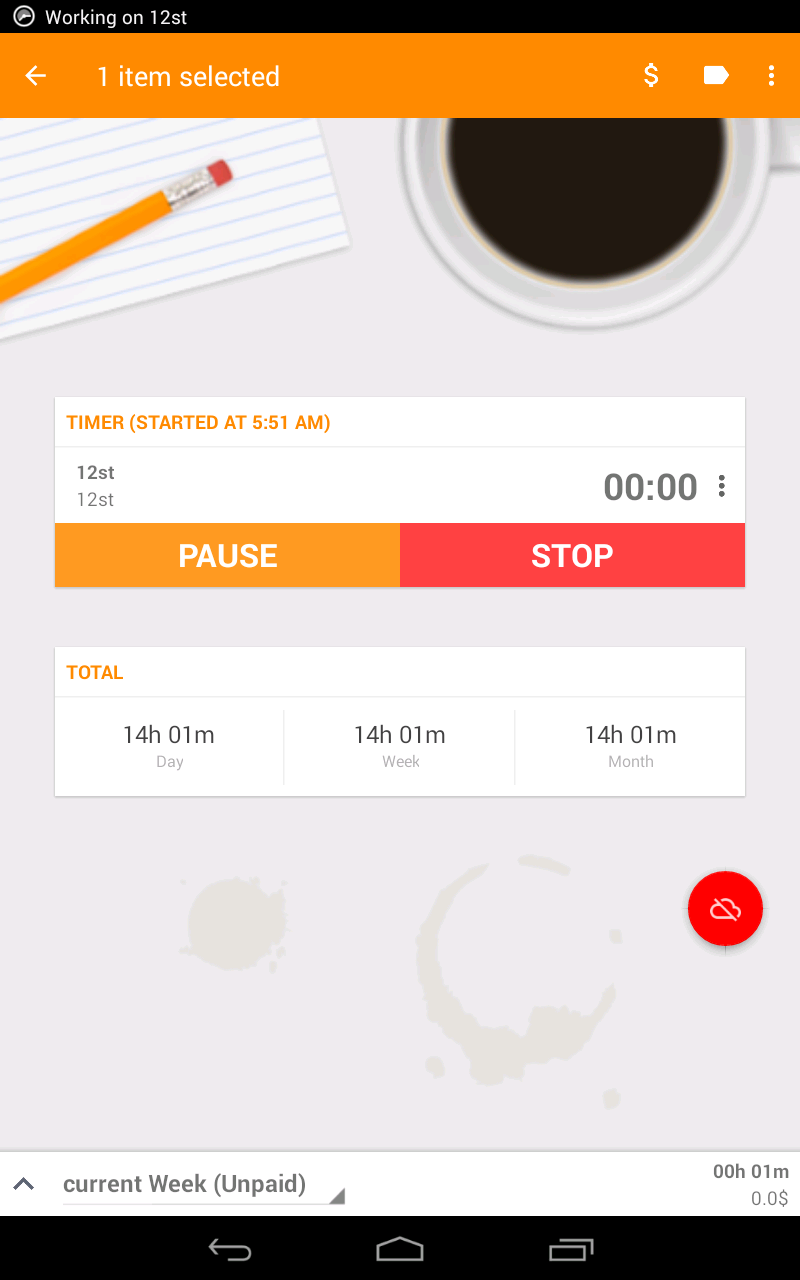 Working on 12st
1 item selected
$
TIMER (STARTED AT 5:51 AM)
12st
12st
00:00
PAUSE
STOP
TOTAL
14h 01m
Day
14h 01m
Week
14h 01m
Month
current Week (Unpaid)
00h 01m
0.0$